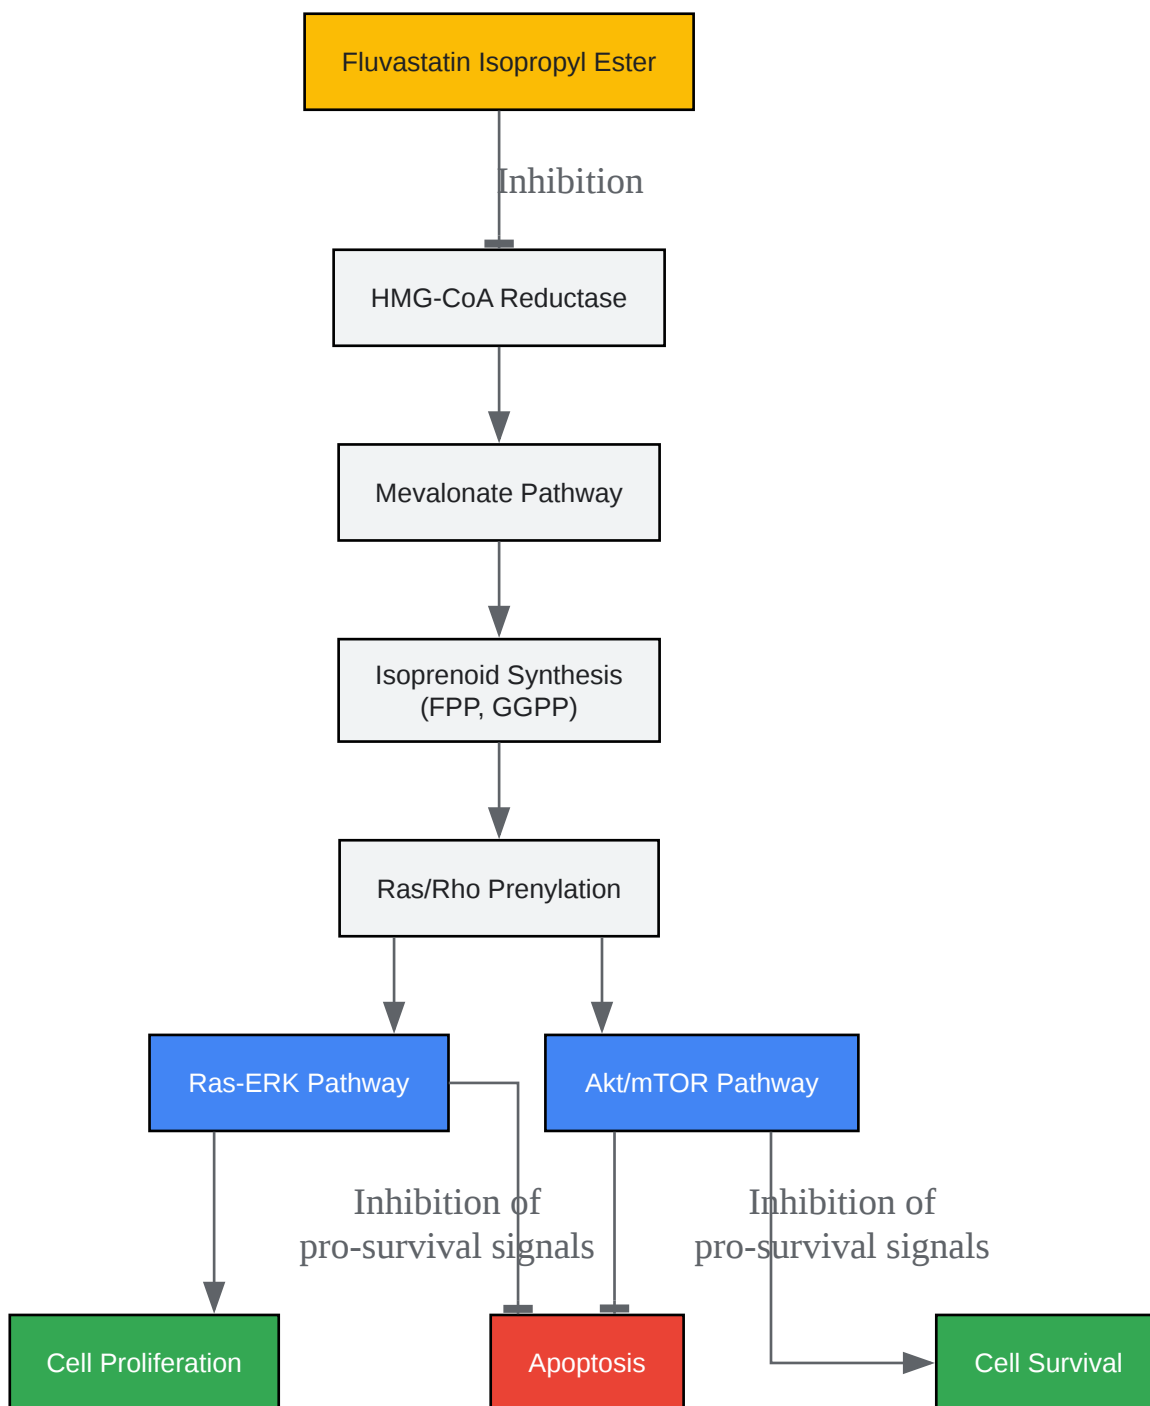 Fluvastatin Isopropyl Ester
Inhibition
HMG-CoA Reductase
Mevalonate Pathway
Isoprenoid Synthesis
(FPP, GGPP)
Ras/Rho Prenylation
Ras-ERK Pathway
Akt/mTOR Pathway
Inhibition of
pro-survival signals
Inhibition of
pro-survival signals
Cell Proliferation
Apoptosis
Cell Survival